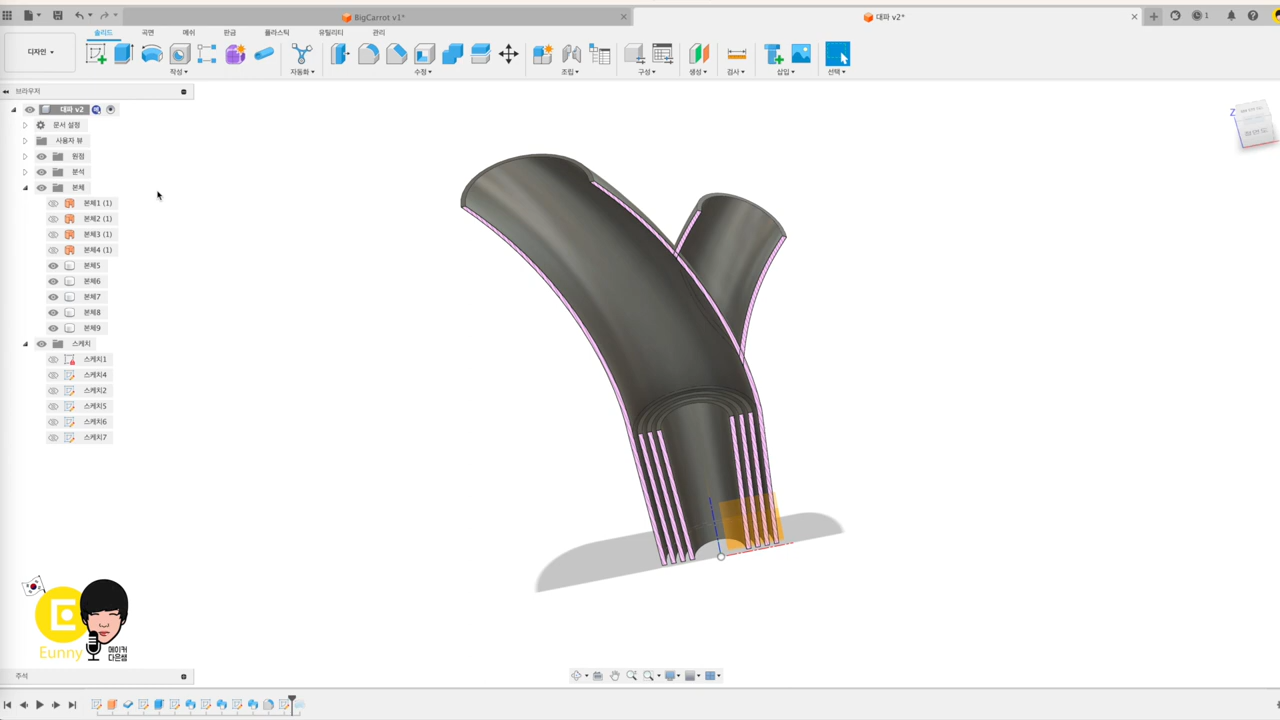 BigCarrot v1*
대파 v2*
1
디자인
솔리드
곡면
메쉬
판금
플라스틱
유틸리티
관리
작성
자동화
수정
조립
구성
생성
검사
삽입
선택
브라우저
대파 v2
문서 설정
사용자 뷰
원점
분석
본체
본체1 (1)
본체2 (1)
본체3 (1)
본체4 (1)
본체5
본체6
본체7
본체8
본체9
스케치
스케치1
스케치4
스케치2
스케치5
스케치6
스케치7
Z
E
Eunny
메이커
다은쌤
주석